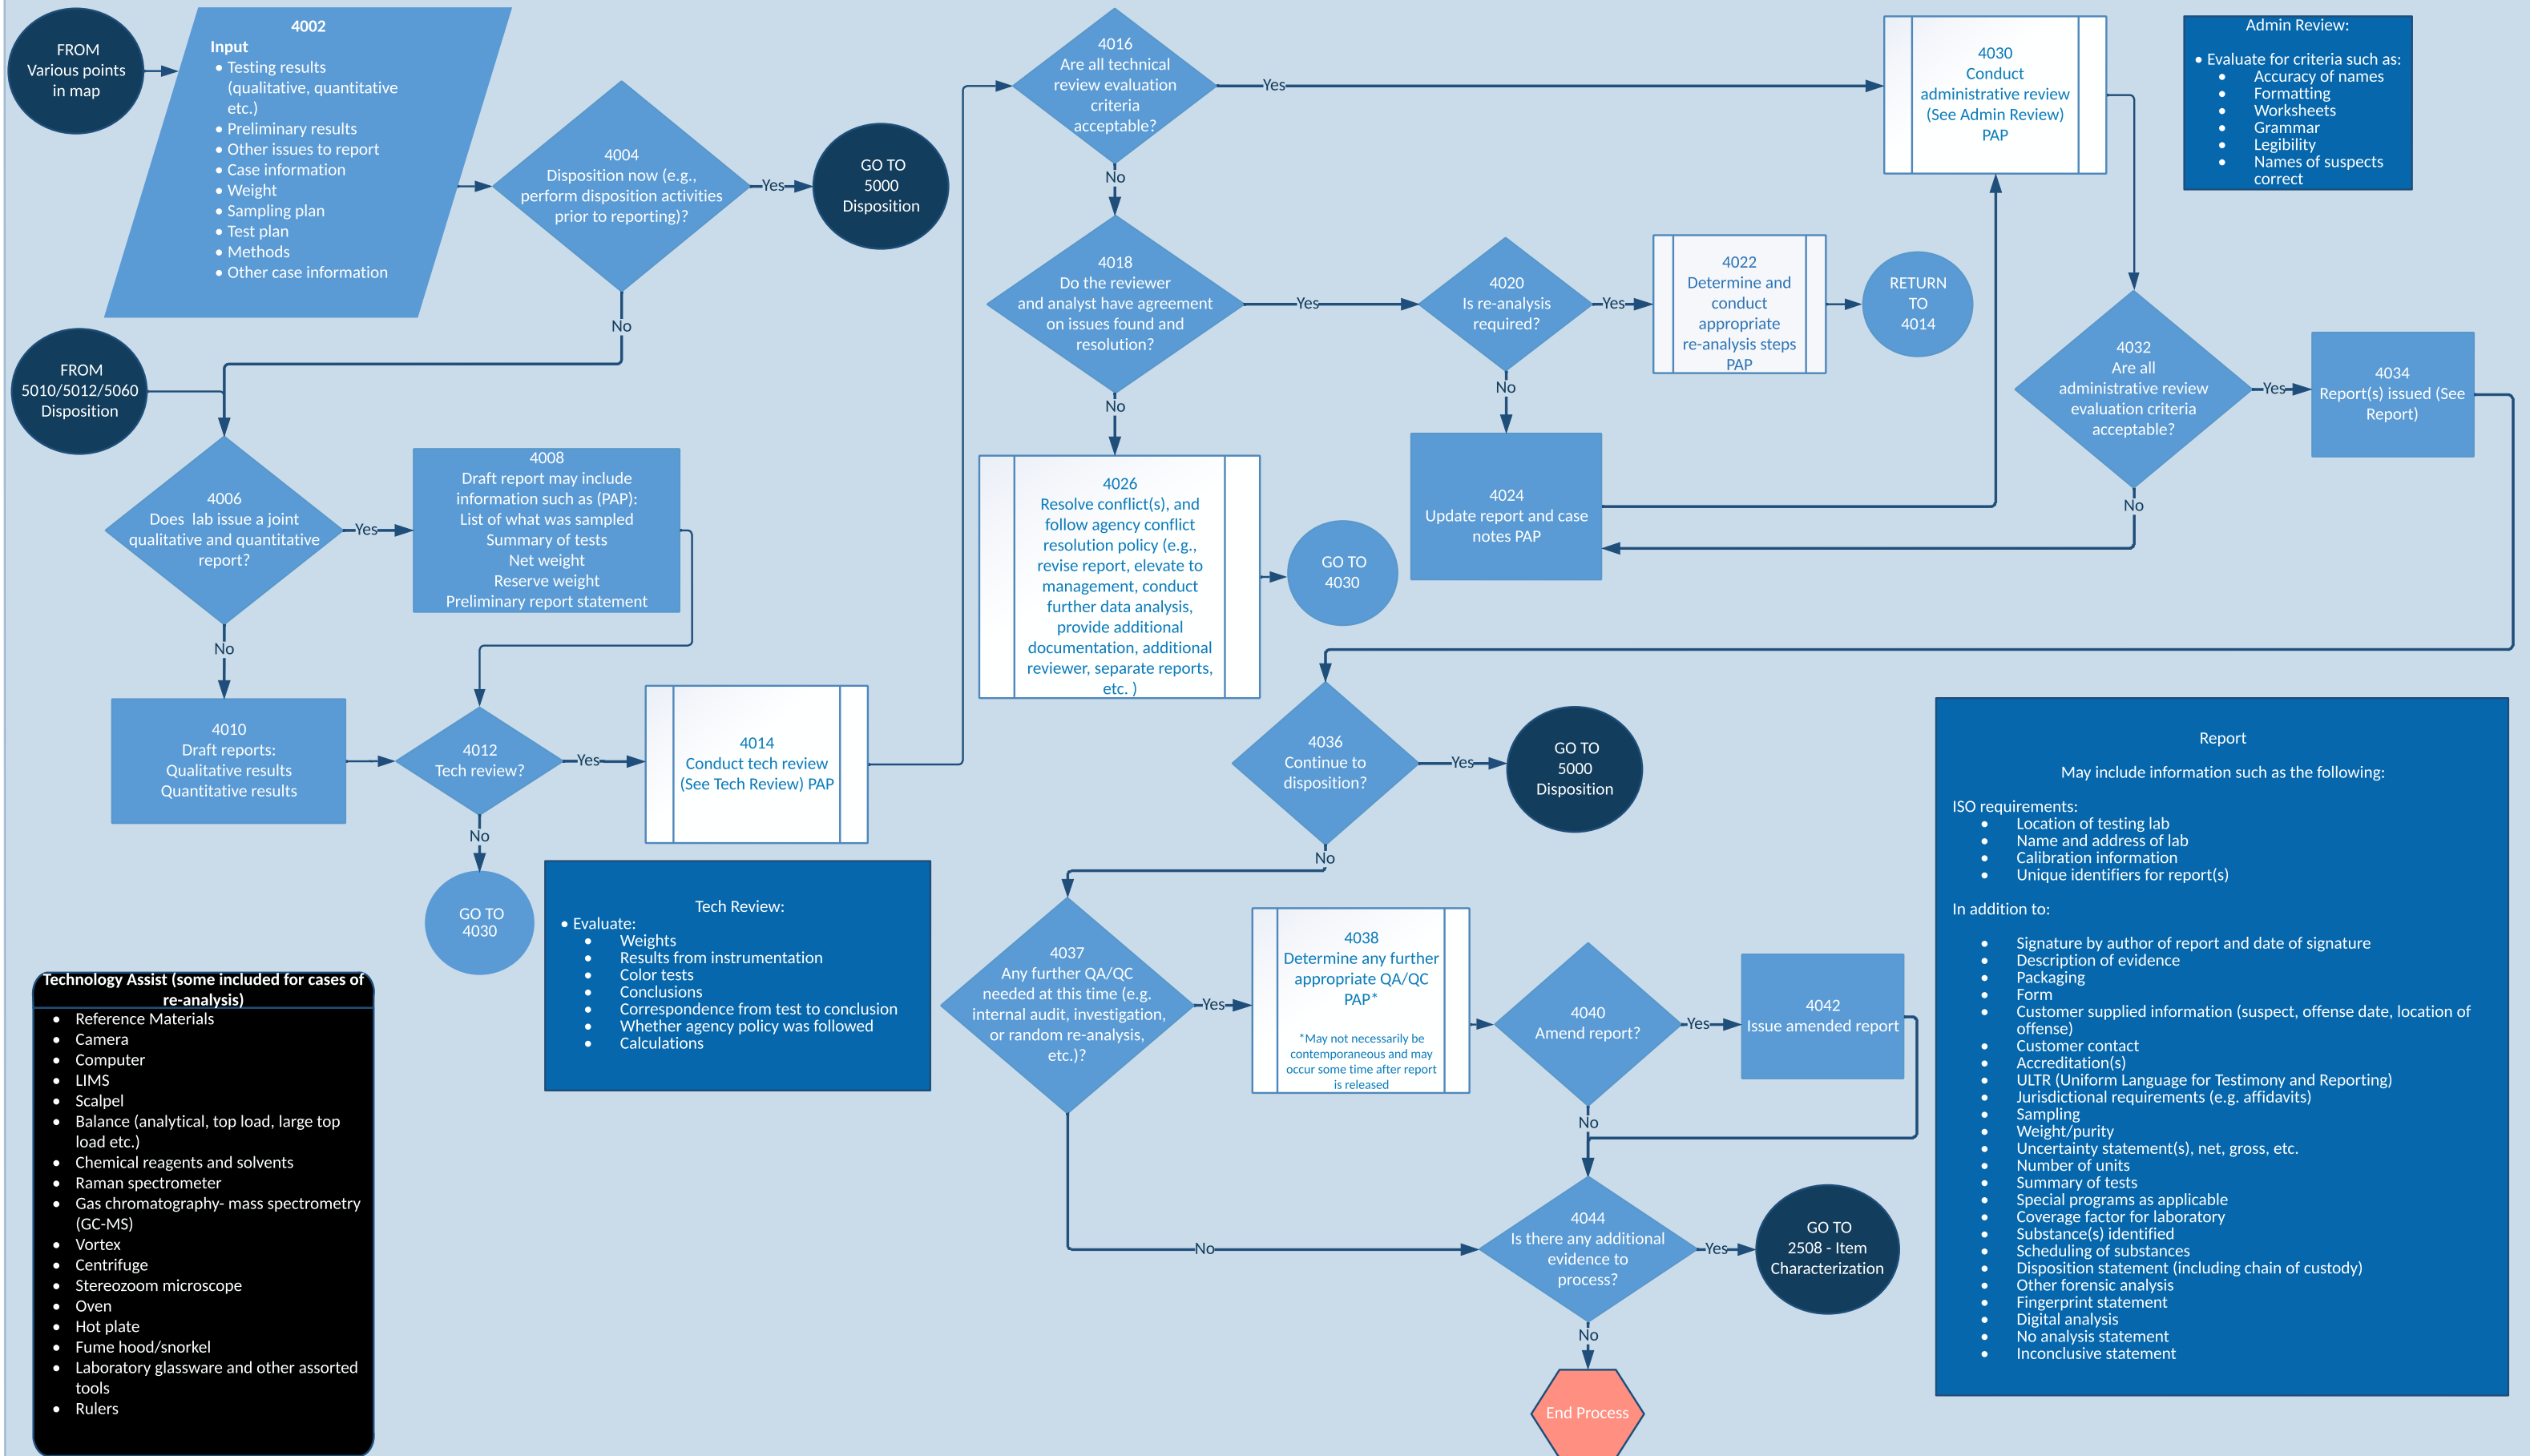 FROM
Various points
in map
4002
Input
• Testing results
(qualitative, quantitative
etc.)
• Preliminary results
• Other issues to report
• Case information
• Weight
• Sampling plan
• Test plan
• Methods
• Other case information
4004
Disposition now (e.g.,
perform disposition activities
prior to reporting)?
Yes
GO TO
5000
Disposition
No
FROM
5010/5012/5060
Disposition
4006
Does lab issue a joint
qualitative and quantitative
report?
Yes
4008
Draft report may include
information such as (PAP):
List of what was sampled
Summary of tests
Net weight
Reserve weight
Preliminary report statement
No
4010
Draft reports:
Qualitative results
Quantitative results
4012
Tech review?
Yes
4014
Conduct tech review
(See Tech Review) PAP
No
GO TO
4030
Tech Review:
• Evaluate:
• Weights
• Results from instrumentation
• Color tests
• Conclusions
• Correspondence from test to conclusion
• Whether agency policy was followed
• Calculations
Technology Assist (some included for cases of
re-analysis)
• Reference Materials
• Camera
• Computer
• LIMS
• Scalpel
• Balance (analytical, top load, large top
load etc.)
• Chemical reagents and solvents
• Raman spectrometer
• Gas chromatography- mass spectrometry
(GC-MS)
• Vortex
• Centrifuge
• Stereozoom microscope
• Oven
• Hot plate
• Fume hood/snorkel
• Laboratory glassware and other assorted
tools
• Rulers
4016
Are all technical
review evaluation
criteria
acceptable?
Yes
No
4018
Do the reviewer
and analyst have agreement
on issues found and
resolution?
Yes
4020
Is re-analysis
required?
Yes
4022
Determine and
conduct
appropriate
re-analysis steps
PAP
RETURN
TO
4014
No
4024
Update report and case
notes PAP
No
4026
Resolve conflict(s), and
follow agency conflict
resolution policy (e.g.,
revise report, elevate to
management, conduct
further data analysis,
provide additional
documentation, additional
reviewer, separate reports,
etc. )
GO TO
4030
4030
Conduct
administrative review
(See Admin Review)
PAP
Admin Review:
• Evaluate for criteria such as:
• Accuracy of names
• Formatting
• Worksheets
• Grammar
• Legibility
• Names of suspects
correct
4032
Are all
administrative review
evaluation criteria
acceptable?
Yes
4034
Report(s) issued (See
Report)
No
4036
Continue to
disposition?
Yes
GO TO
5000
Disposition
No
4037
Any further QA/QC
needed at this time (e.g.
internal audit, investigation,
or random re-analysis,
etc.)?
Yes
4038
Determine any further
appropriate QA/QC
PAP*
*May not necessarily be
contemporaneous and may
occur some time after report
is released
4040
Amend report?
Yes
4042
Issue amended report
No
No
4044
Is there any additional
evidence to
process?
Yes
GO TO
2508 - Item
Characterization
No
End Process
Report
May include information such as the following:
ISO requirements:
• Location of testing lab
• Name and address of lab
• Calibration information
• Unique identifiers for report(s)
In addition to:
• Signature by author of report and date of signature
• Description of evidence
• Packaging
• Form
• Customer supplied information (suspect, offense date, location of
offense)
• Customer contact
• Accreditation(s)
• ULTR (Uniform Language for Testimony and Reporting)
• Jurisdictional requirements (e.g. affidavits)
• Sampling
• Weight/purity
• Uncertainty statement(s), net, gross, etc.
• Number of units
• Summary of tests
• Special programs as applicable
• Coverage factor for laboratory
• Substance(s) identified
• Scheduling of substances
• Disposition statement (including chain of custody)
• Other forensic analysis
• Fingerprint statement
• Digital analysis
• No analysis statement
• Inconclusive statement